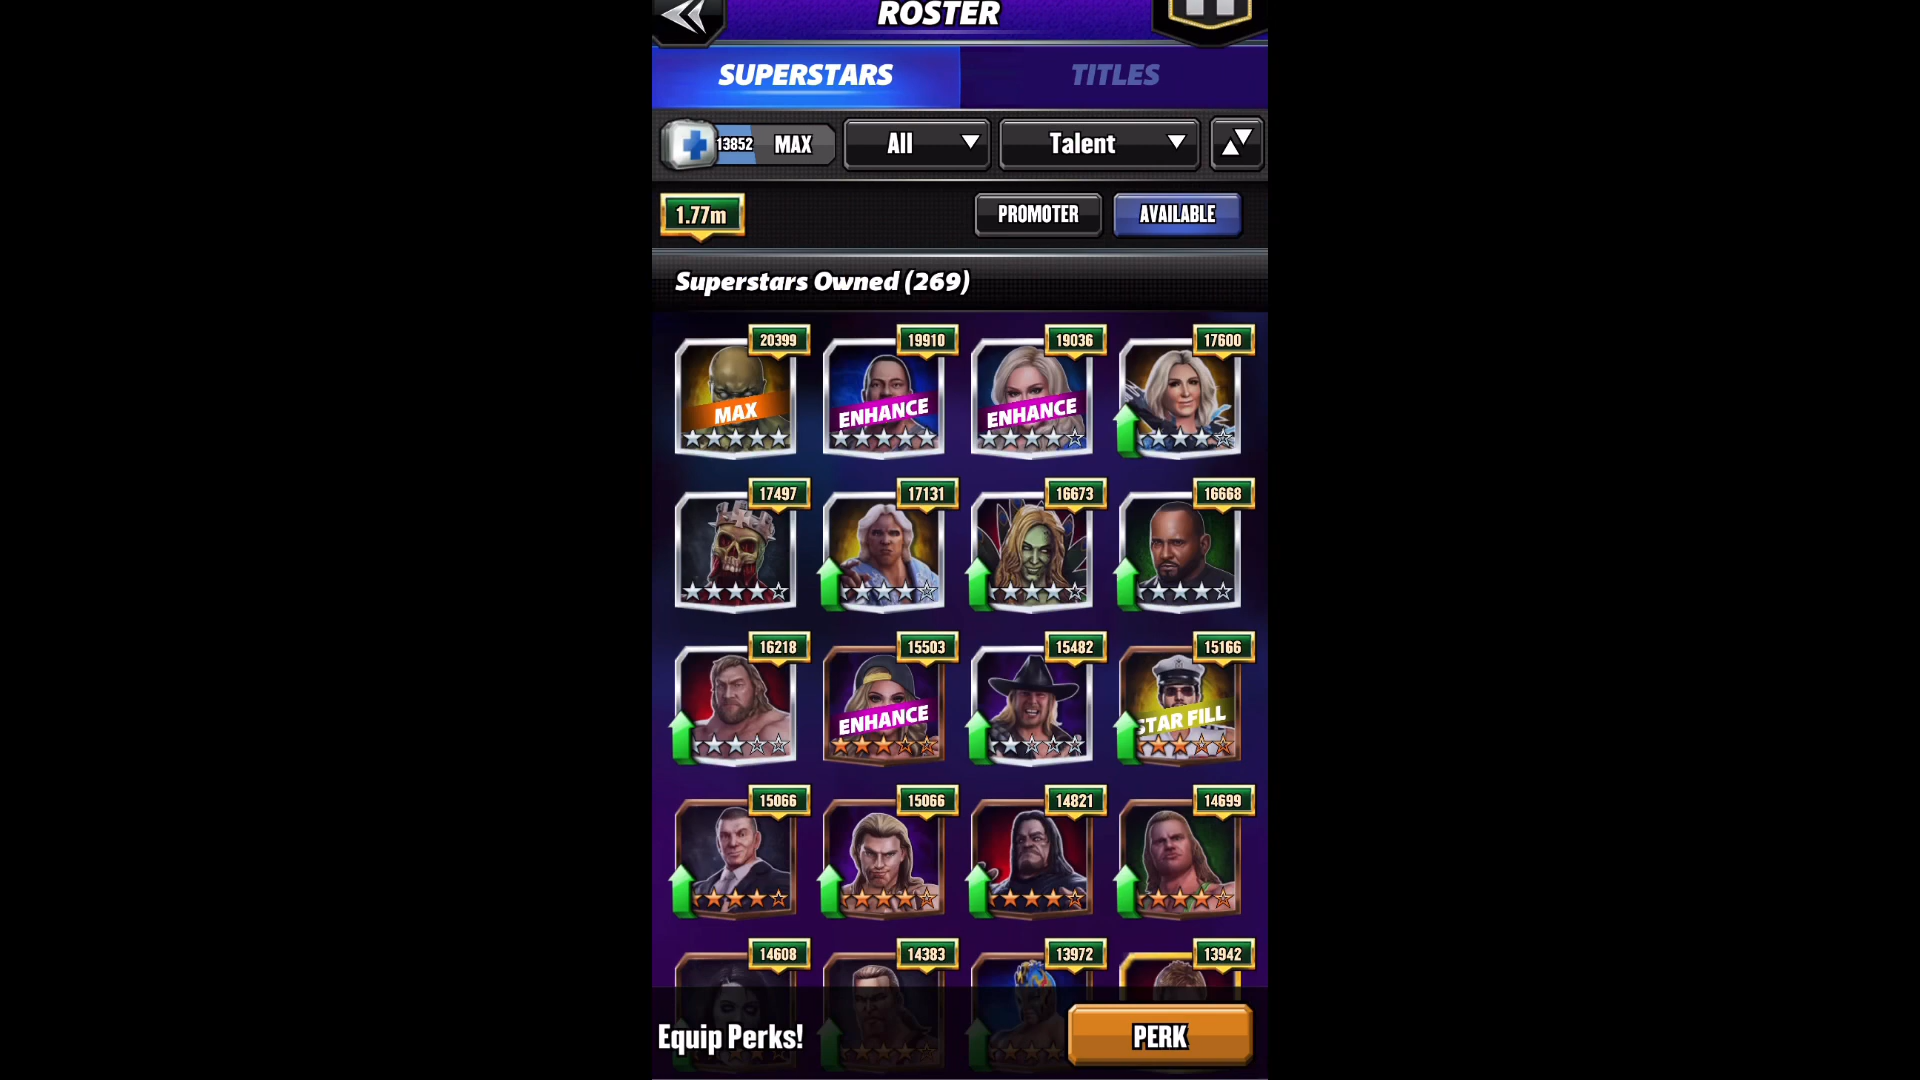 ROSTER
SUPERSTARS
TITLES
13852 MAX
All
Talent
1.77m
PROMOTER
AVAILABLE
Superstars Owned (269)
20399
19910
19036
17600
MAX
ENHANCE
ENHANCE
17497
17131
16673
16668
16218
15503
15482
15166
ENHANCE
STAR FILL
15066
15066
14821
14699
14608
14383
13972
13942
Equip Perks!
PERK